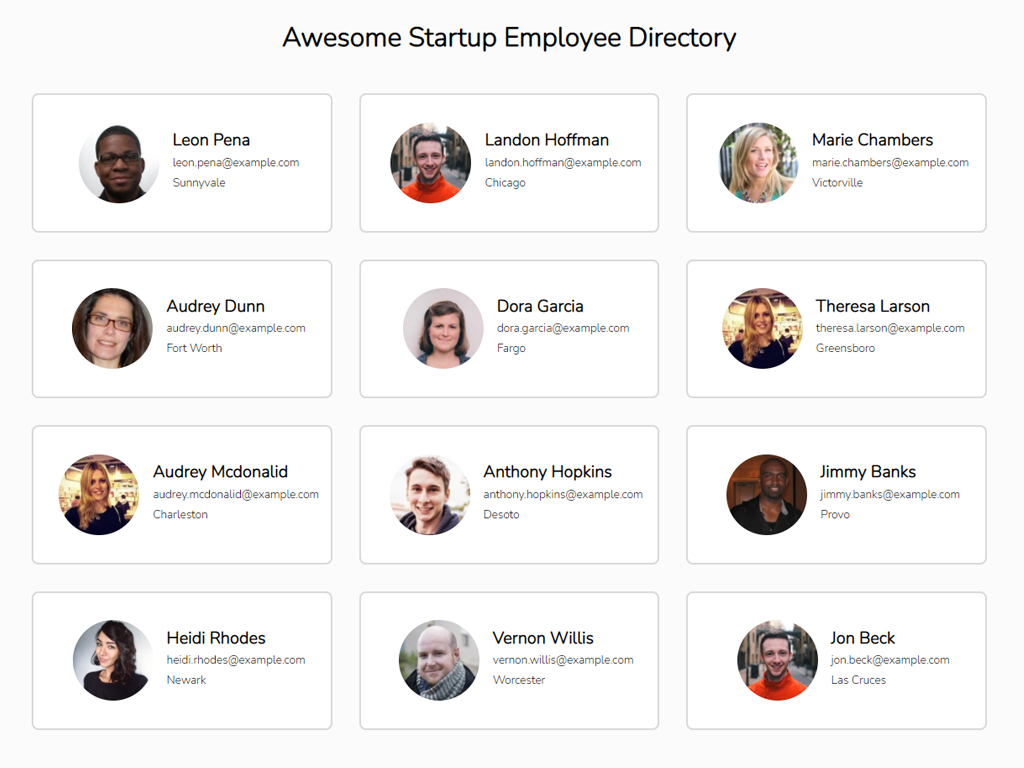 Awesome Startup Employee Directory
Leon Pena
leon.pena@example.com
Sunnyvale
Landon Hoffman
landon.hoffman@example.com
Chicago
Marie Chambers
marie.chambers@example.com
Victorville
Audrey Dunn
audrey.dunn@example.com
Fort Worth
Dora Garcia
dora.garcia@example.com
Fargo
Theresa Larson
theresa.larson@example.com
Greensboro
Audrey Mcdonalid
audrey.mcdonalid@example.com
Charleston
Anthony Hopkins
anthony.hopkins@example.com
Desoto
Jimmy Banks
jimmy.banks@example.com
Provo
Heidi Rhodes
heidi.rhodes@example.com
Newark
Vernon Willis
vernon.willis@example.com
Worcester
Jon Beck
jon.beck@example.com
Las Cruces